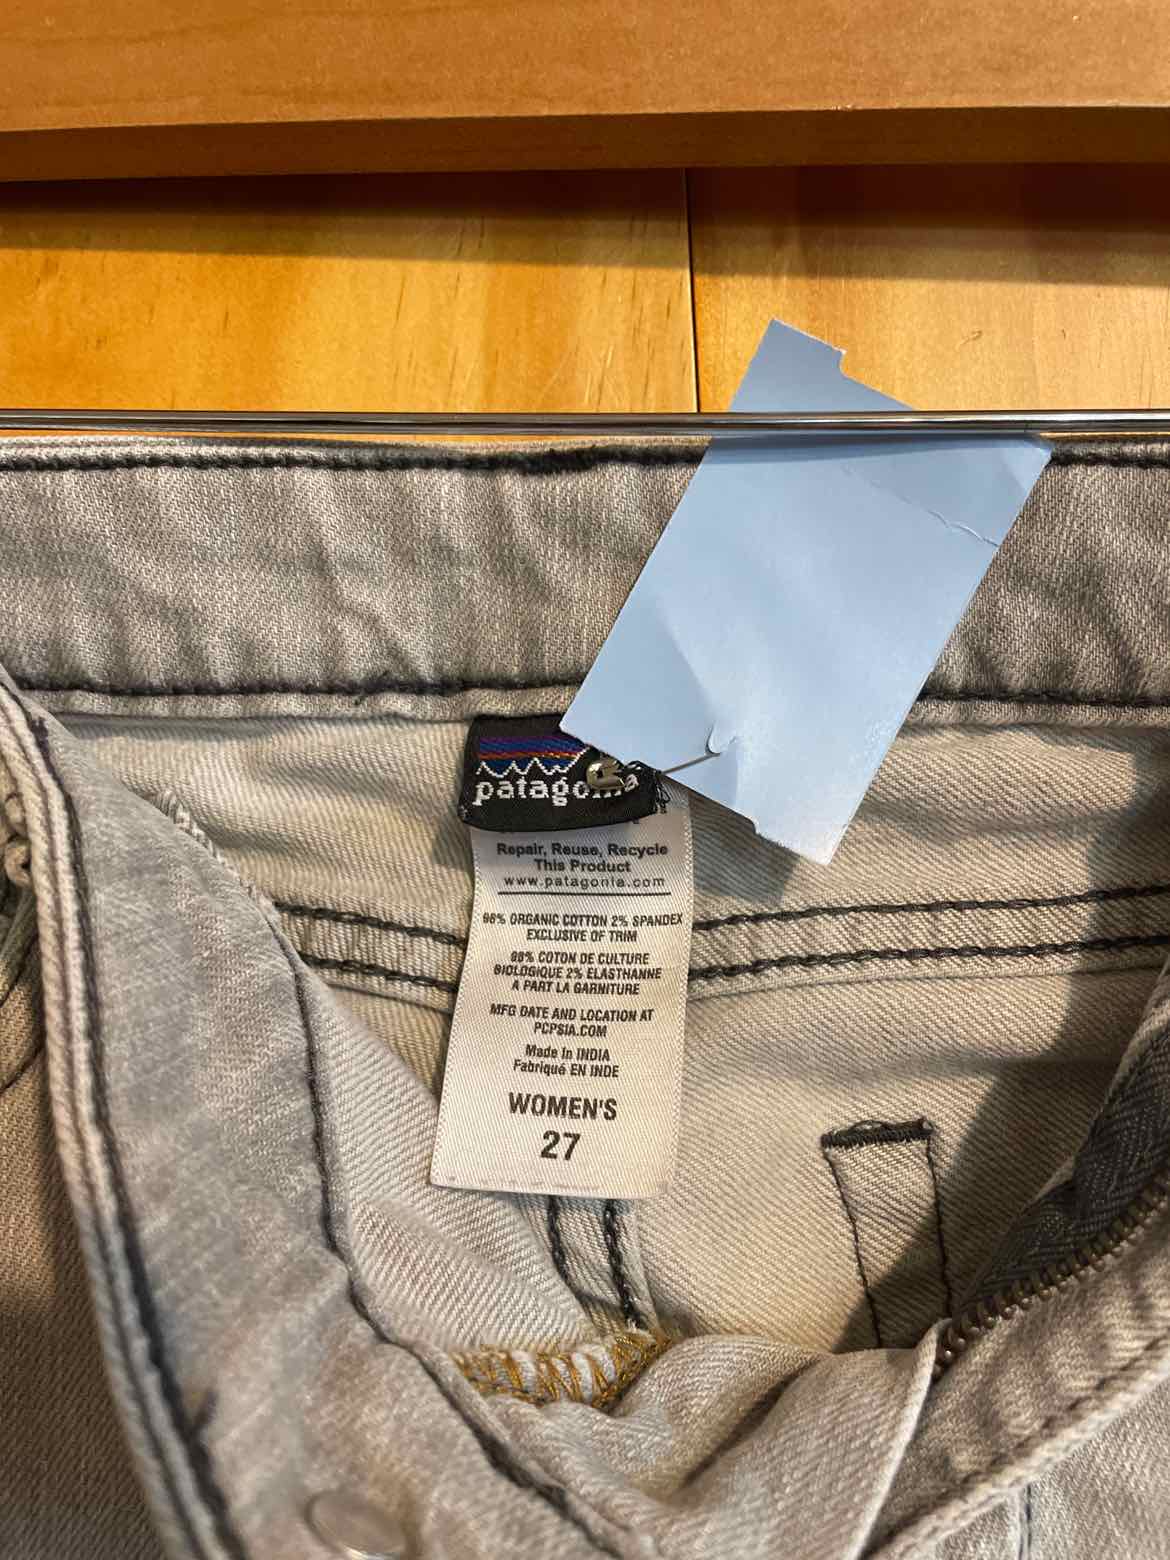 patagonia
Repair, Reuse, Recycle
This Product
www.patagonia.com
98% ORGANIC COTTON 2% SPANDEX
EXCLUSIVE OF TRIM
98% COTON DE CULTURE
BIOLOGIQUE 2% ELASTHANNE
A PART LA GARNITURE
MFG DATE AND LOCATION AT
PCPSIA.COM
Made In INDIA
Fabriqué EN INDE
WOMEN'S
27